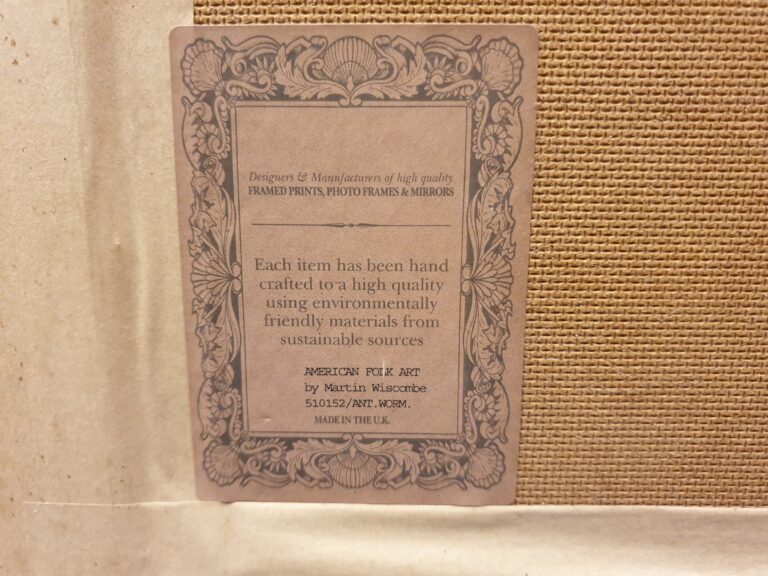 Designers & Manufacturers of high quality
FRAMED PRINTS, PHOTO FRAMES & MIRRORS
Each item has been hand
crafted to a high quality
using environmentally
friendly materials from
sustainable sources
AMERICAN FOLK ART
by Martin Wiscombe
510152/ANT.WORM.
MADE IN THE U.K.